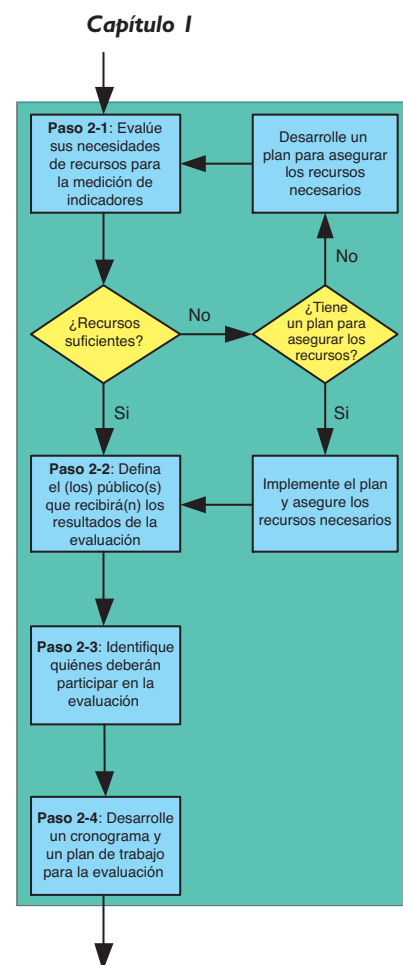 Capítulo 1
Paso 2-1: Evalúe
sus necesidades
de recursos para
la medición de
indicadores
Desarrolle un
plan para asegurar
los recursos
necesarios
No
¿Recursos
suficientes?
No
¿Tiene
un plan para
asegurar los
recursos?
Si
Si
Paso 2-2: Defina
el (los) público(s)
que recibirá(n) los
resultados de la
evaluación
Implemente el plan
y asegure los
recursos necesarios
Paso 2-3: Identifique
quiénes deberán
participar en la
evaluación
Paso 2-4: Desarrolle
un cronograma y
un plan de trabajo
para la evaluación